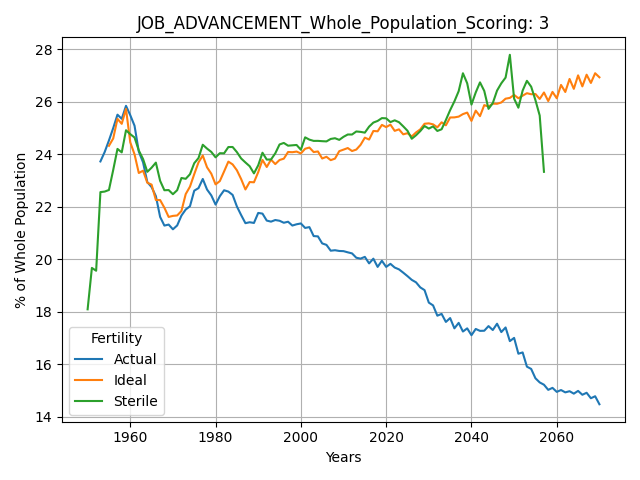 JOB_ADVANCEMENT_Whole_Population_Scoring: 3
% of Whole Population
28
26
24
22
20
18
16
14
Fertility
Actual
Ideal
Sterile
1960
1980
2000
2020
2040
2060
Years